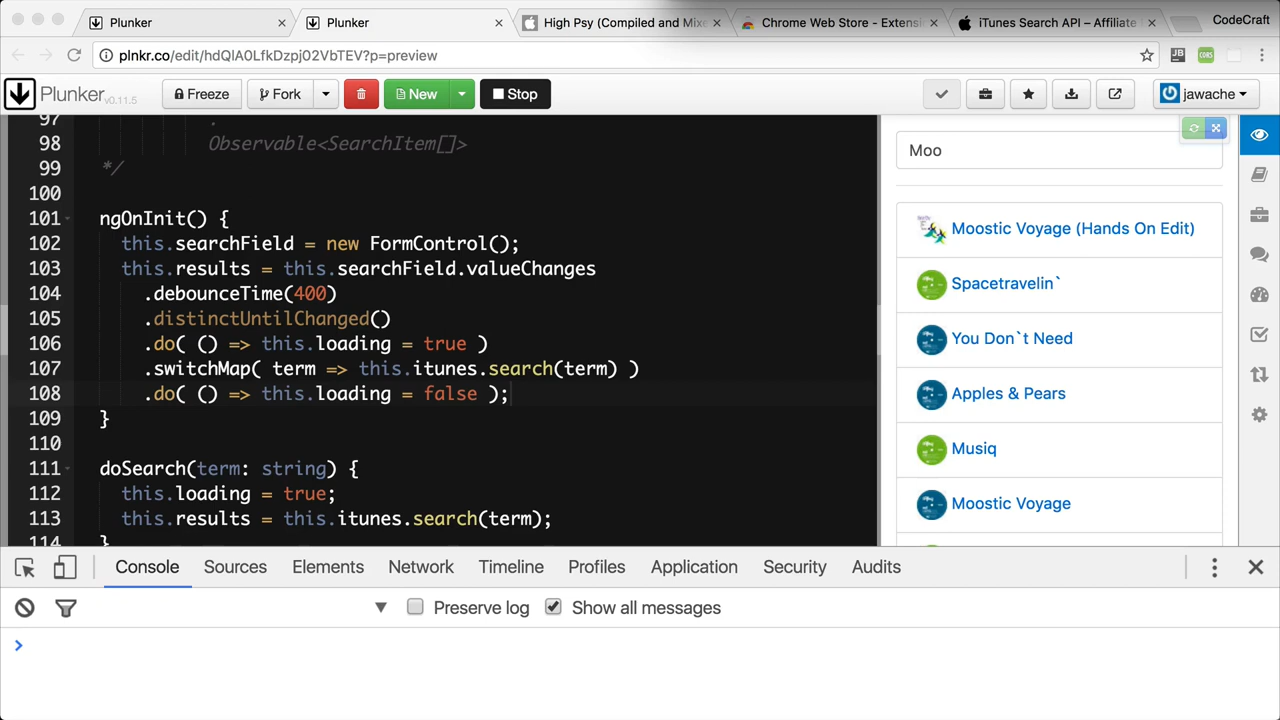 Plunker
Plunker
High Psy (Compiled and Mixe
Chrome Web Store - Extensi
iTunes Search API – Affiliate
CodeCraft
plnkr.co/edit/hdQlA0LfkDzpj02VbTEV?p=preview
Plunker v0.11.5
Freeze
Fork
New
Stop
jawache
97 .
98 Observable<SearchItem[]>
99 */
100
101 ngOnInit() {
102 this.searchField = new FormControl();
103 this.results = this.searchField.valueChanges
104 .debounceTime(400)
105 .distinctUntilChanged()
106 .do( () => this.loading = true )
107 .switchMap( term => this.itunes.search(term) )
108 .do( () => this.loading = false );
109 }
110
111 doSearch(term: string) {
112 this.loading = true;
113 this.results = this.itunes.search(term);
114 }
Moo
Moostic Voyage (Hands On Edit)
Spacetravelin`
You Don`t Need
Apples & Pears
Musiq
Moostic Voyage
Console Sources Elements Network Timeline Profiles Application Security Audits
Preserve log Show all messages
>